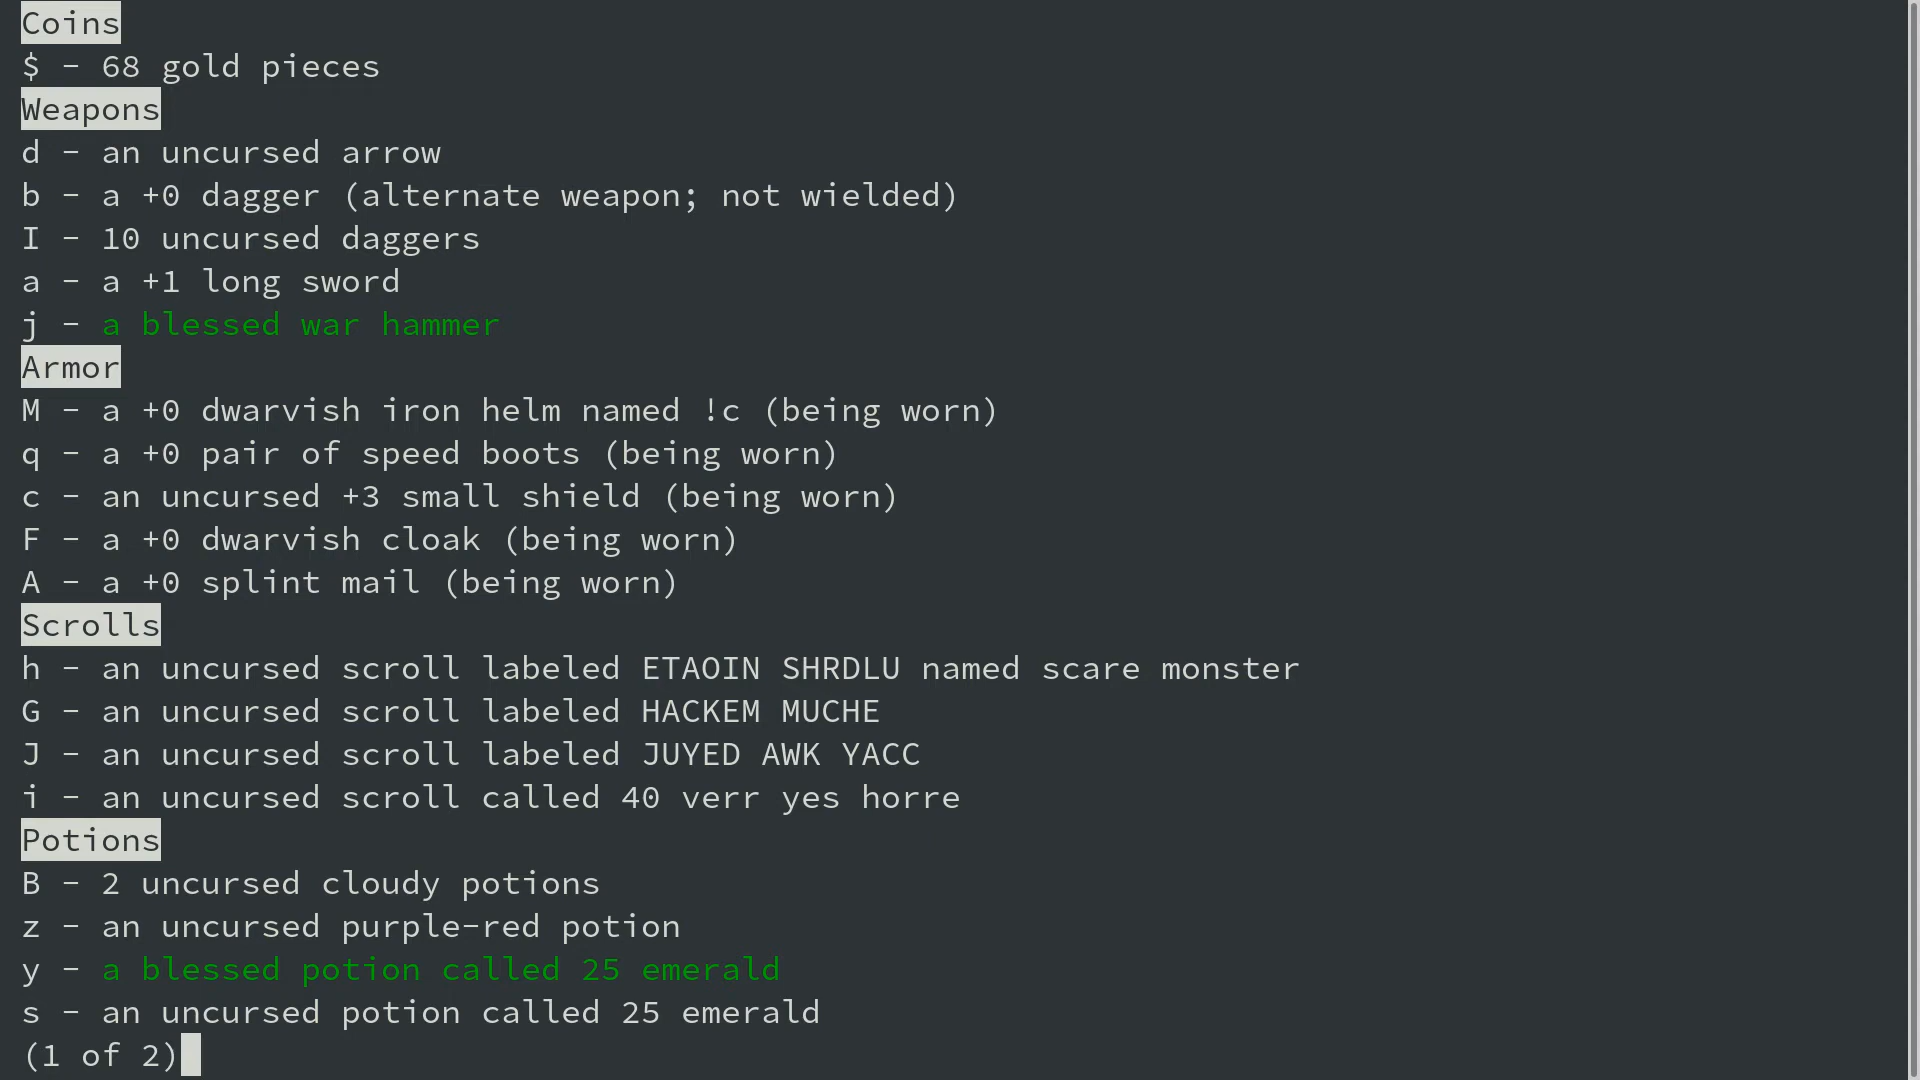 Coins
$ - 68 gold pieces
Weapons
d - an uncursed arrow
b - a +0 dagger (alternate weapon; not wielded)
I - 10 uncursed daggers
a - a +1 long sword
j - a blessed war hammer
Armor
M - a +0 dwarvish iron helm named !c (being worn)
q - a +0 pair of speed boots (being worn)
c - an uncursed +3 small shield (being worn)
F - a +0 dwarvish cloak (being worn)
A - a +0 splint mail (being worn)
Scrolls
h - an uncursed scroll labeled ETAOIN SHRDLU named scare monster
G - an uncursed scroll labeled HACKEM MUCHE
J - an uncursed scroll labeled JUYED AWK YACC
i - an uncursed scroll called 40 verr yes horre
Potions
B - 2 uncursed cloudy potions
z - an uncursed purple-red potion
y - a blessed potion called 25 emerald
s - an uncursed potion called 25 emerald
(1 of 2)